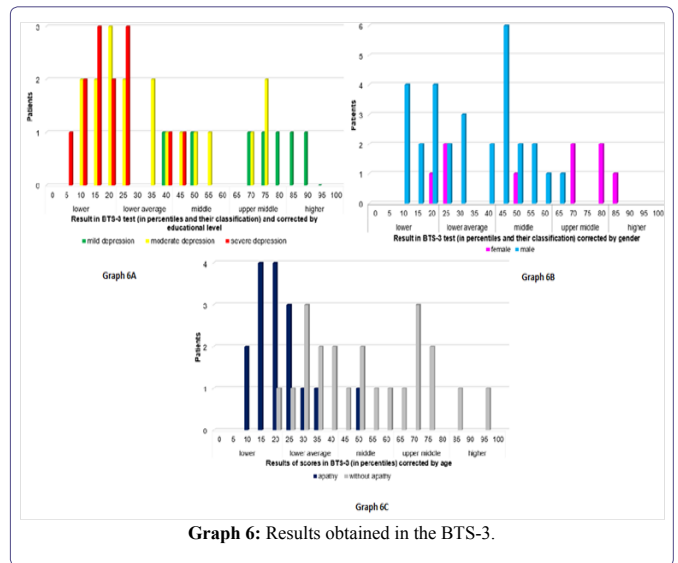 3
2
1
0
Patients
0 5 10 15 20 25 30 35 40 45 50 55 60 65 70 75 80 85 90 95 100
lower lower average middle upper middle higher
Result in BTS-3 test (in percentiles and their classification) and corrected by
educational level
mild depression moderate depression severe depression
Graph 6A
6
5
4
3
2
1
0
Patients
0 5 10 15 20 25 30 35 40 45 50 55 60 65 70 75 80 85 90 95 100
lower lower average middle upper middle higher
Result in BTS-3 test (in percentiles and their classification) corrected by gender
female male
Graph 6B
4
3
2
1
0
Patients
0 5 10 15 20 25 30 35 40 45 50 55 60 65 70 75 80 85 90 95 100
lower lower average middle upper middle higher
Results of scores in BTS-3 (in percentiles) corrected by age
apathy without apathy
Graph 6C
Graph 6: Results obtained in the BTS-3.